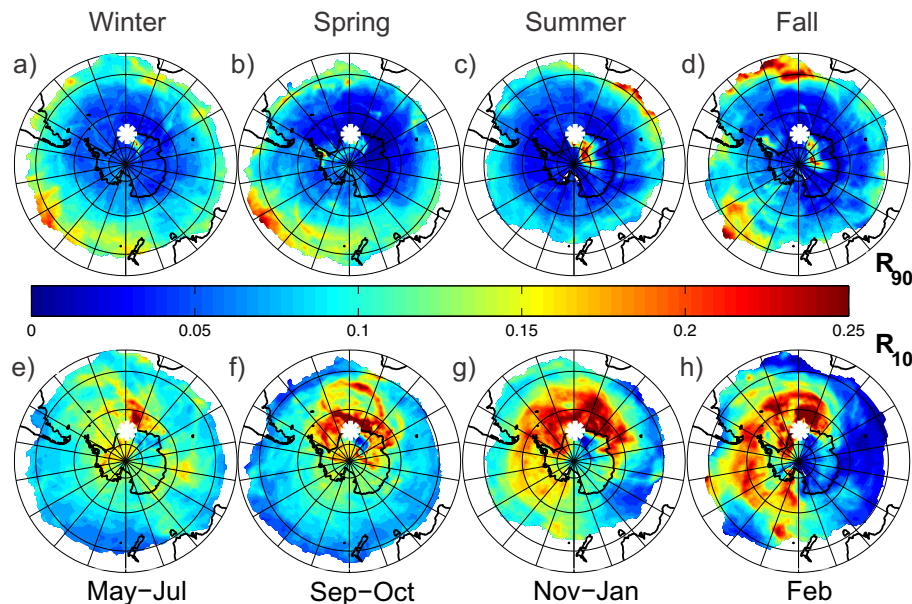 Winter Spring Summer Fall
a) b) c) d)
R90
0 0.05 0.1 0.15 0.2 0.25
R10
e) f) g) h)
May−Jul Sep−Oct Nov−Jan Feb